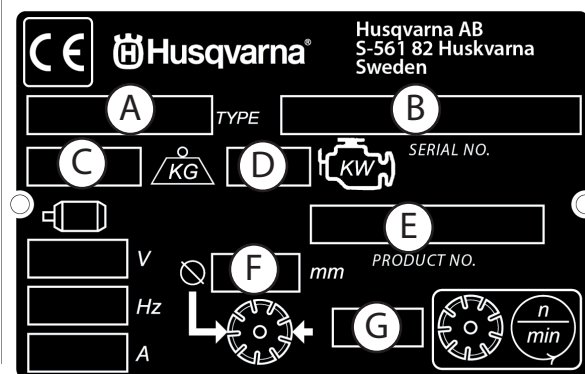 CE
Husqvarna®
Husqvarna AB
S-561 82 Huskvarna
Sweden
A
TYPE
B
SERIAL NO.
C
KG
D
KW
E
PRODUCT NO.
V
F
mm
Hz
G
n
min
A